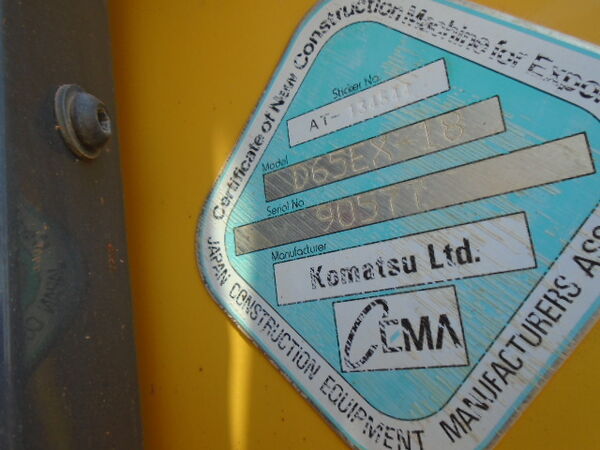 Certificate of New Construction Machine for Expo
Sticker No.
AT-
Model
D65EX-18
Serial No
Manufacturer
Komatsu Ltd.
CEMA
JAPAN CONSTRUCTION EQUIPMENT MANUFACTURERS ASS